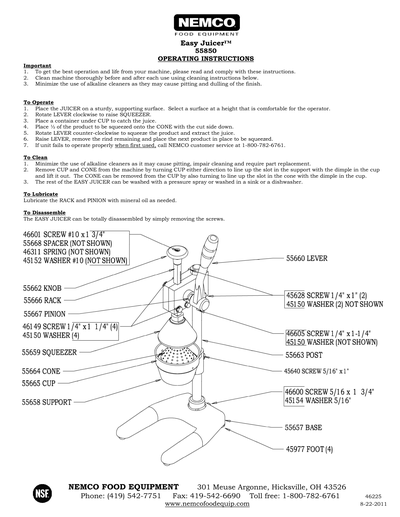 NEMCO
FOOD EQUIPMENT
Easy Juicer™
55850
OPERATING INSTRUCTIONS
Important
1. To get the best operation and life from your machine, please read and comply with these instructions.
2. Clean machine thoroughly before and after each use using cleaning instructions below.
3. Minimize the use of alkaline cleaners as they may cause pitting and dulling of the finish.
To Operate
1. Place the JUICER on a sturdy, supporting surface. Select a surface at a height that is comfortable for the operator.
2. Rotate LEVER clockwise to raise SQUEEZER.
3. Place a container under CUP to catch the juice.
4. Place ½ of the product to be squeezed onto the CONE with the cut side down.
5. Rotate LEVER counter-clockwise to squeeze the product and extract the juice.
6. Raise LEVER, remove the rind remaining and place the next product in place to be squeezed.
7. If unit fails to operate properly when first used, call NEMCO customer service at 1-800-782-6761.
To Clean
1. Minimize the use of alkaline cleaners as it may cause pitting, impair cleaning and require part replacement.
2. Remove CUP and CONE from the machine by turning CUP either direction to line up the slot in the support with the dimple in the cup
and lift it out. The CONE can be removed from the CUP by also turning to line up the slot in the cone with the dimple in the cup.
3. The rest of the EASY JUICER can be washed with a pressure spray or washed in a sink or a dishwasher.
To Lubricate
Lubricate the RACK and PINION with mineral oil as needed.
To Disassemble
The EASY JUICER can be totally disassembled by simply removing the screws.
46601 SCREW #10 x 1 3/4"
55668 SPACER (NOT SHOWN)
46311 SPRING (NOT SHOWN)
45152 WASHER #10 (NOT SHOWN)
55660 LEVER
55662 KNOB
55666 RACK
55667 PINION
46149 SCREW 1/4" x 1 1/4" (4)
45150 WASHER (4)
55659 SQUEEZER
55664 CONE
55665 CUP
55658 SUPPORT
45628 SCREW 1/4" x 1" (2)
45150 WASHER (2) NOT SHOWN
46605 SCREW 1/4" x 1-1/4"
45150 WASHER (NOT SHOWN)
55663 POST
45640 SCREW 5/16" x 1"
46600 SCREW 5/16 x 1 3/4"
45154 WASHER 5/16"
55657 BASE
45977 FOOT (4)
NSF
NEMCO FOOD EQUIPMENT 301 Meuse Argonne, Hicksville, OH 43526
Phone: (419) 542-7751 Fax: 419-542-6690 Toll free: 1-800-782-6761
www.nemcofoodequip.com
46225
8-22-2011